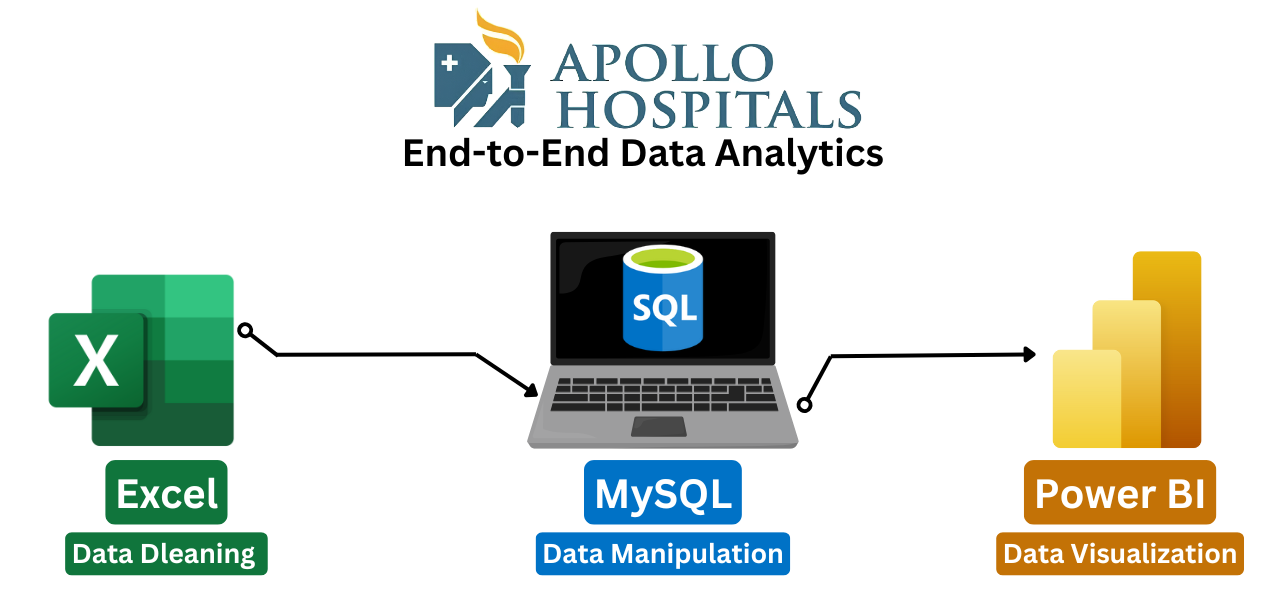 APOLLO
HOSPITALS
End-to-End Data Analytics
SQL
X
Excel
MySQL
Power BI
Data Dleaning
Data Manipulation
Data Visualization